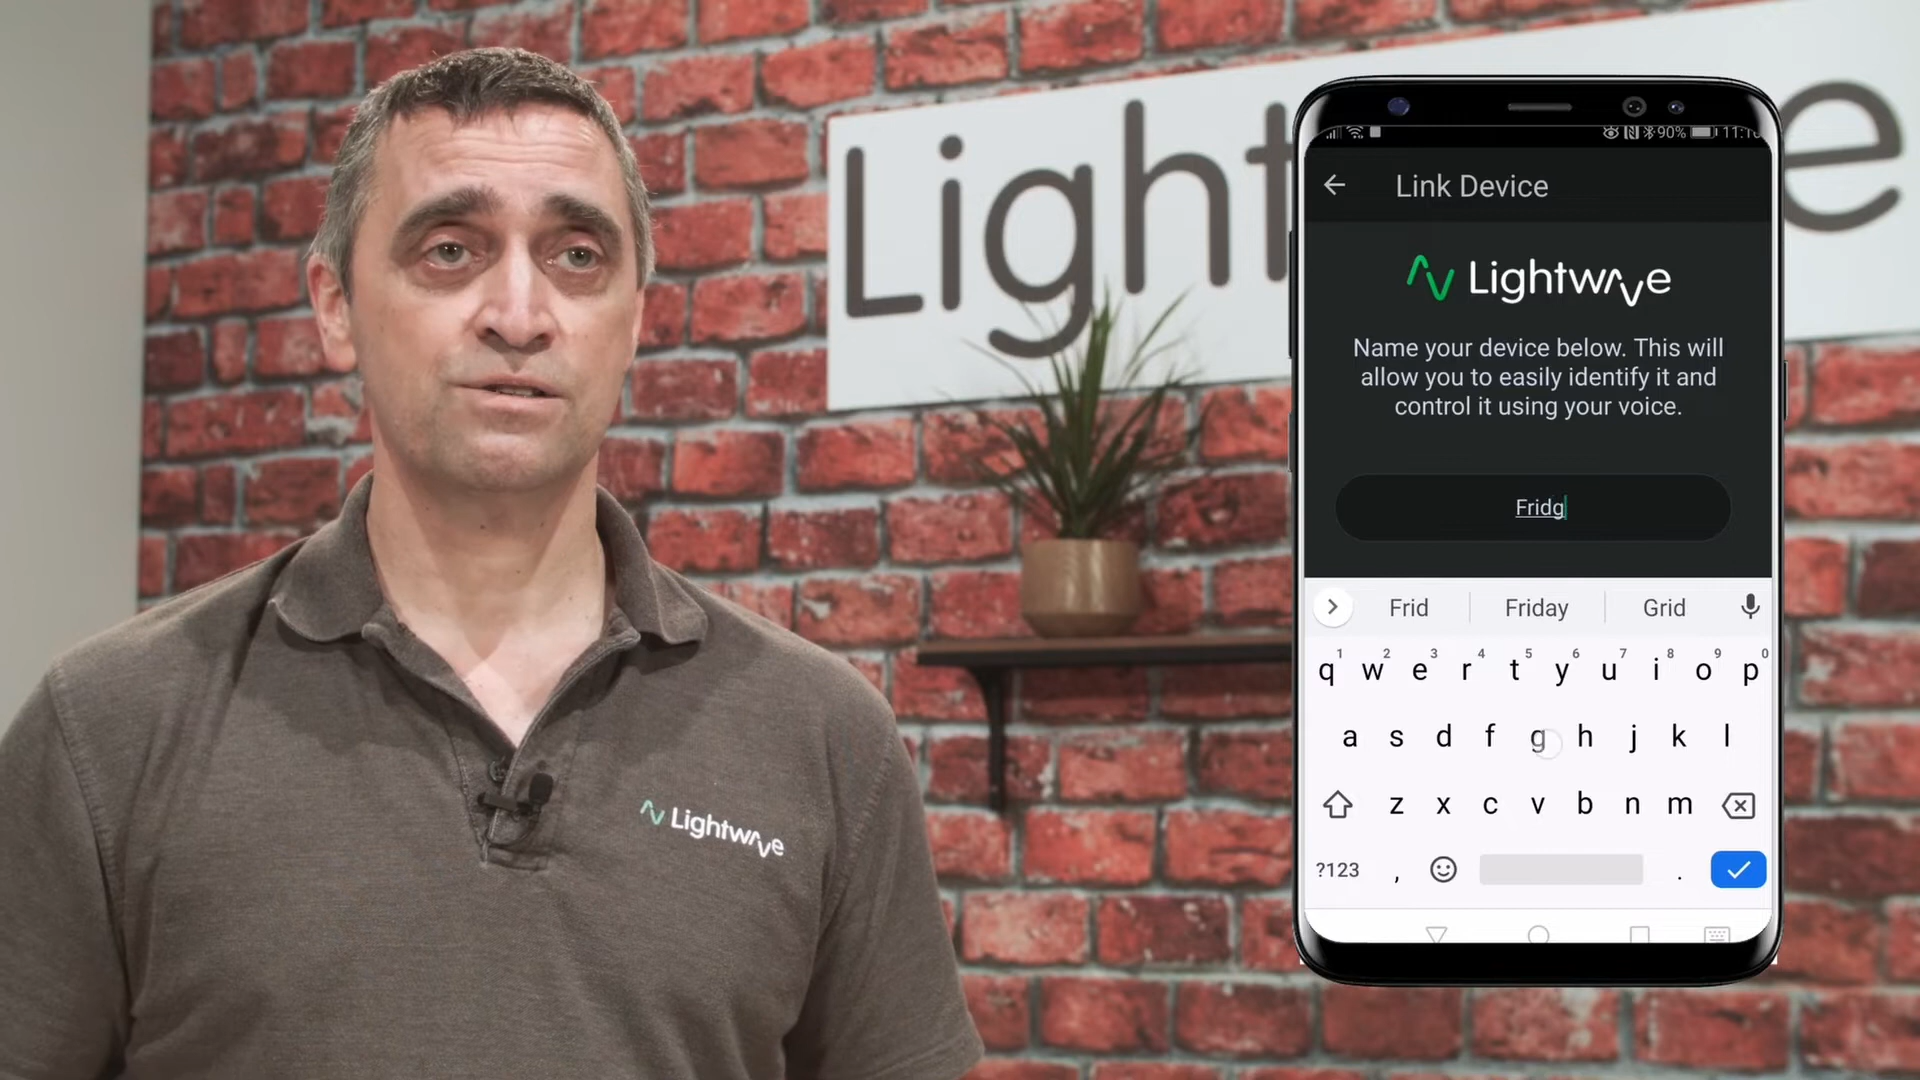 Light
e
90% 11:1
Link Device
Lightwave
Name your device below. This will
allow you to easily identify it and
control it using your voice.
Fridg
Frid Friday Grid
1 2 3 4 5 6 7 8 9 0
q w e r t y u i o p
a s d f g h j k l
z x c v b n m
?123 , .
Lightwave